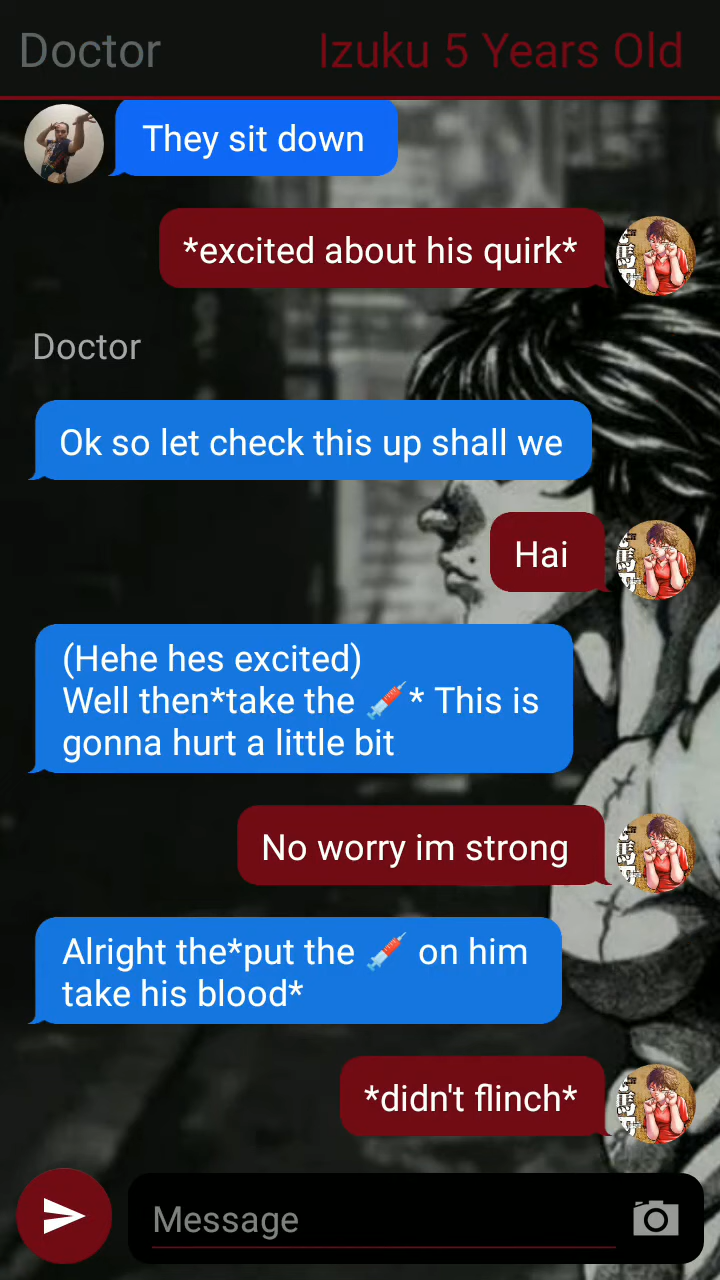 Doctor
Izuku 5 Years Old
They sit down
*excited about his quirk*
Doctor
Ok so let check this up shall we
Hai
(Hehe hes excited)
Well then*take the 💉* This is
gonna hurt a little bit
No worry im strong
Alright the*put the 💉 on him
take his blood*
*didn't flinch*
Message